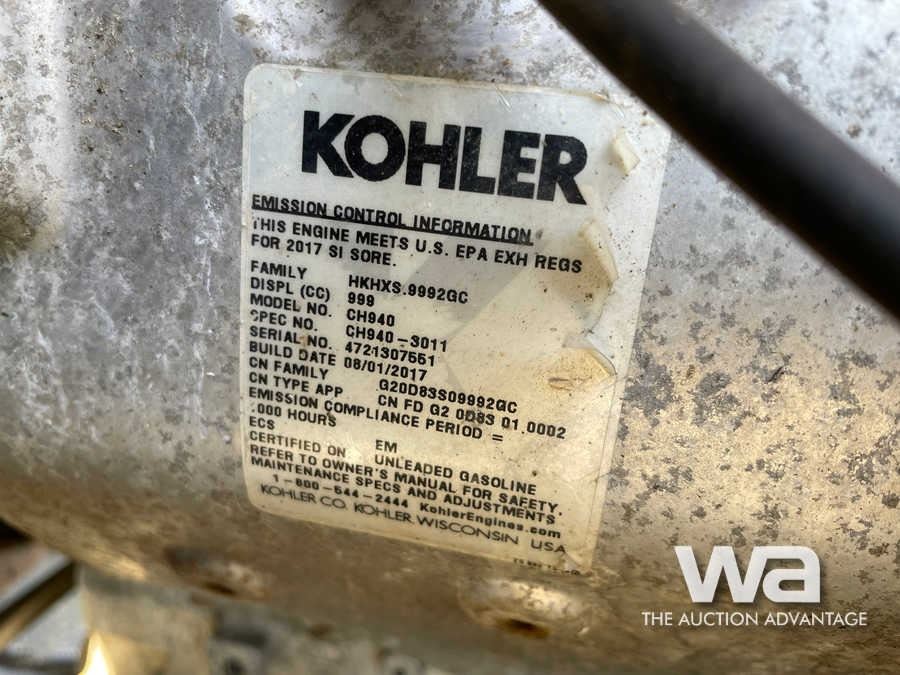 KOHLER
EMISSION CONTROL INFORMATION
THIS ENGINE MEETS U.S. EPA EXH REGS
FOR 2017 SI SORE.
FAMILY HKHXS.9992GC
DISPL (CC) 999
MODEL NO. CH940
SPEC NO. CH940-3011
SERIAL NO. 4721307551
BUILD DATE 08/01/2017
CN FAMILY G20D83S09992GC
CN TYPE APP CN FD G2 0D83 01.0002
EMISSION COMPLIANCE PERIOD =
1000 HOURS
ECS EM
CERTIFIED ON UNLEADED GASOLINE
REFER TO OWNER'S MANUAL FOR SAFETY,
MAINTENANCE SPECS AND ADJUSTMENTS
1-800-544-2444 KohlerEngines.com
KOHLER CO. KOHLER, WISCONSIN USA
wa
THE AUCTION ADVANTAGE